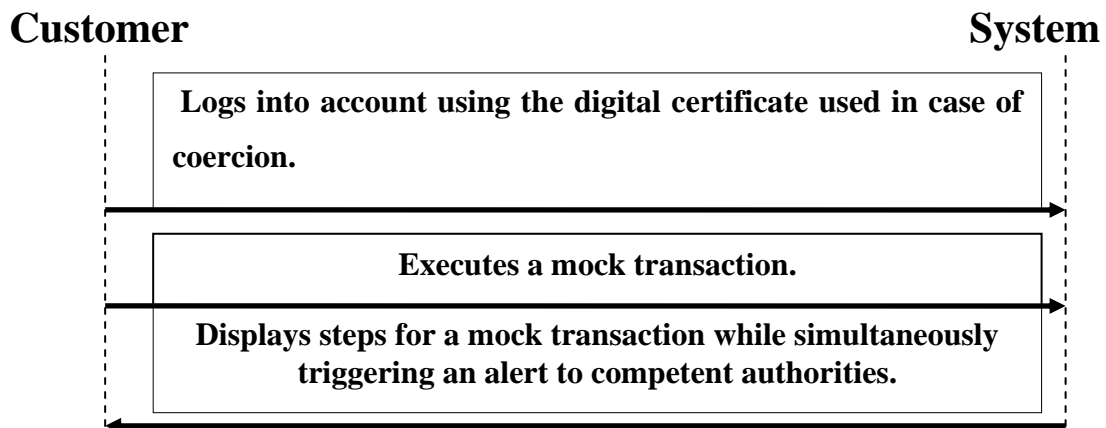 Customer System
Logs into account using the digital certificate used in case of
coercion.
Executes a mock transaction.
Displays steps for a mock transaction while simultaneously
triggering an alert to competent authorities.